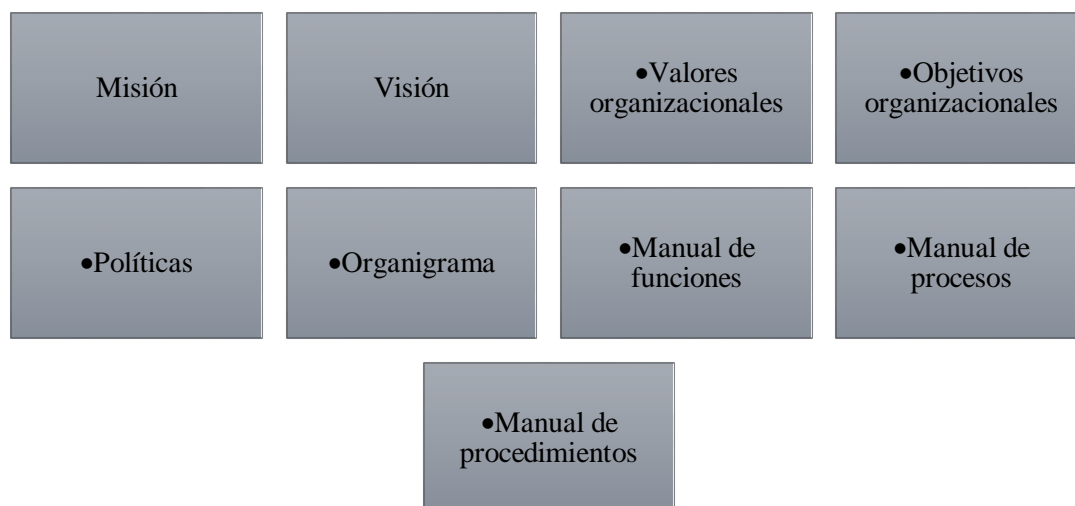 Misión
Visión
•Valores
organizacionales
•Objetivos
organizacionales
•Políticas
•Organigrama
•Manual de
funciones
•Manual de
procesos
•Manual de
procedimientos